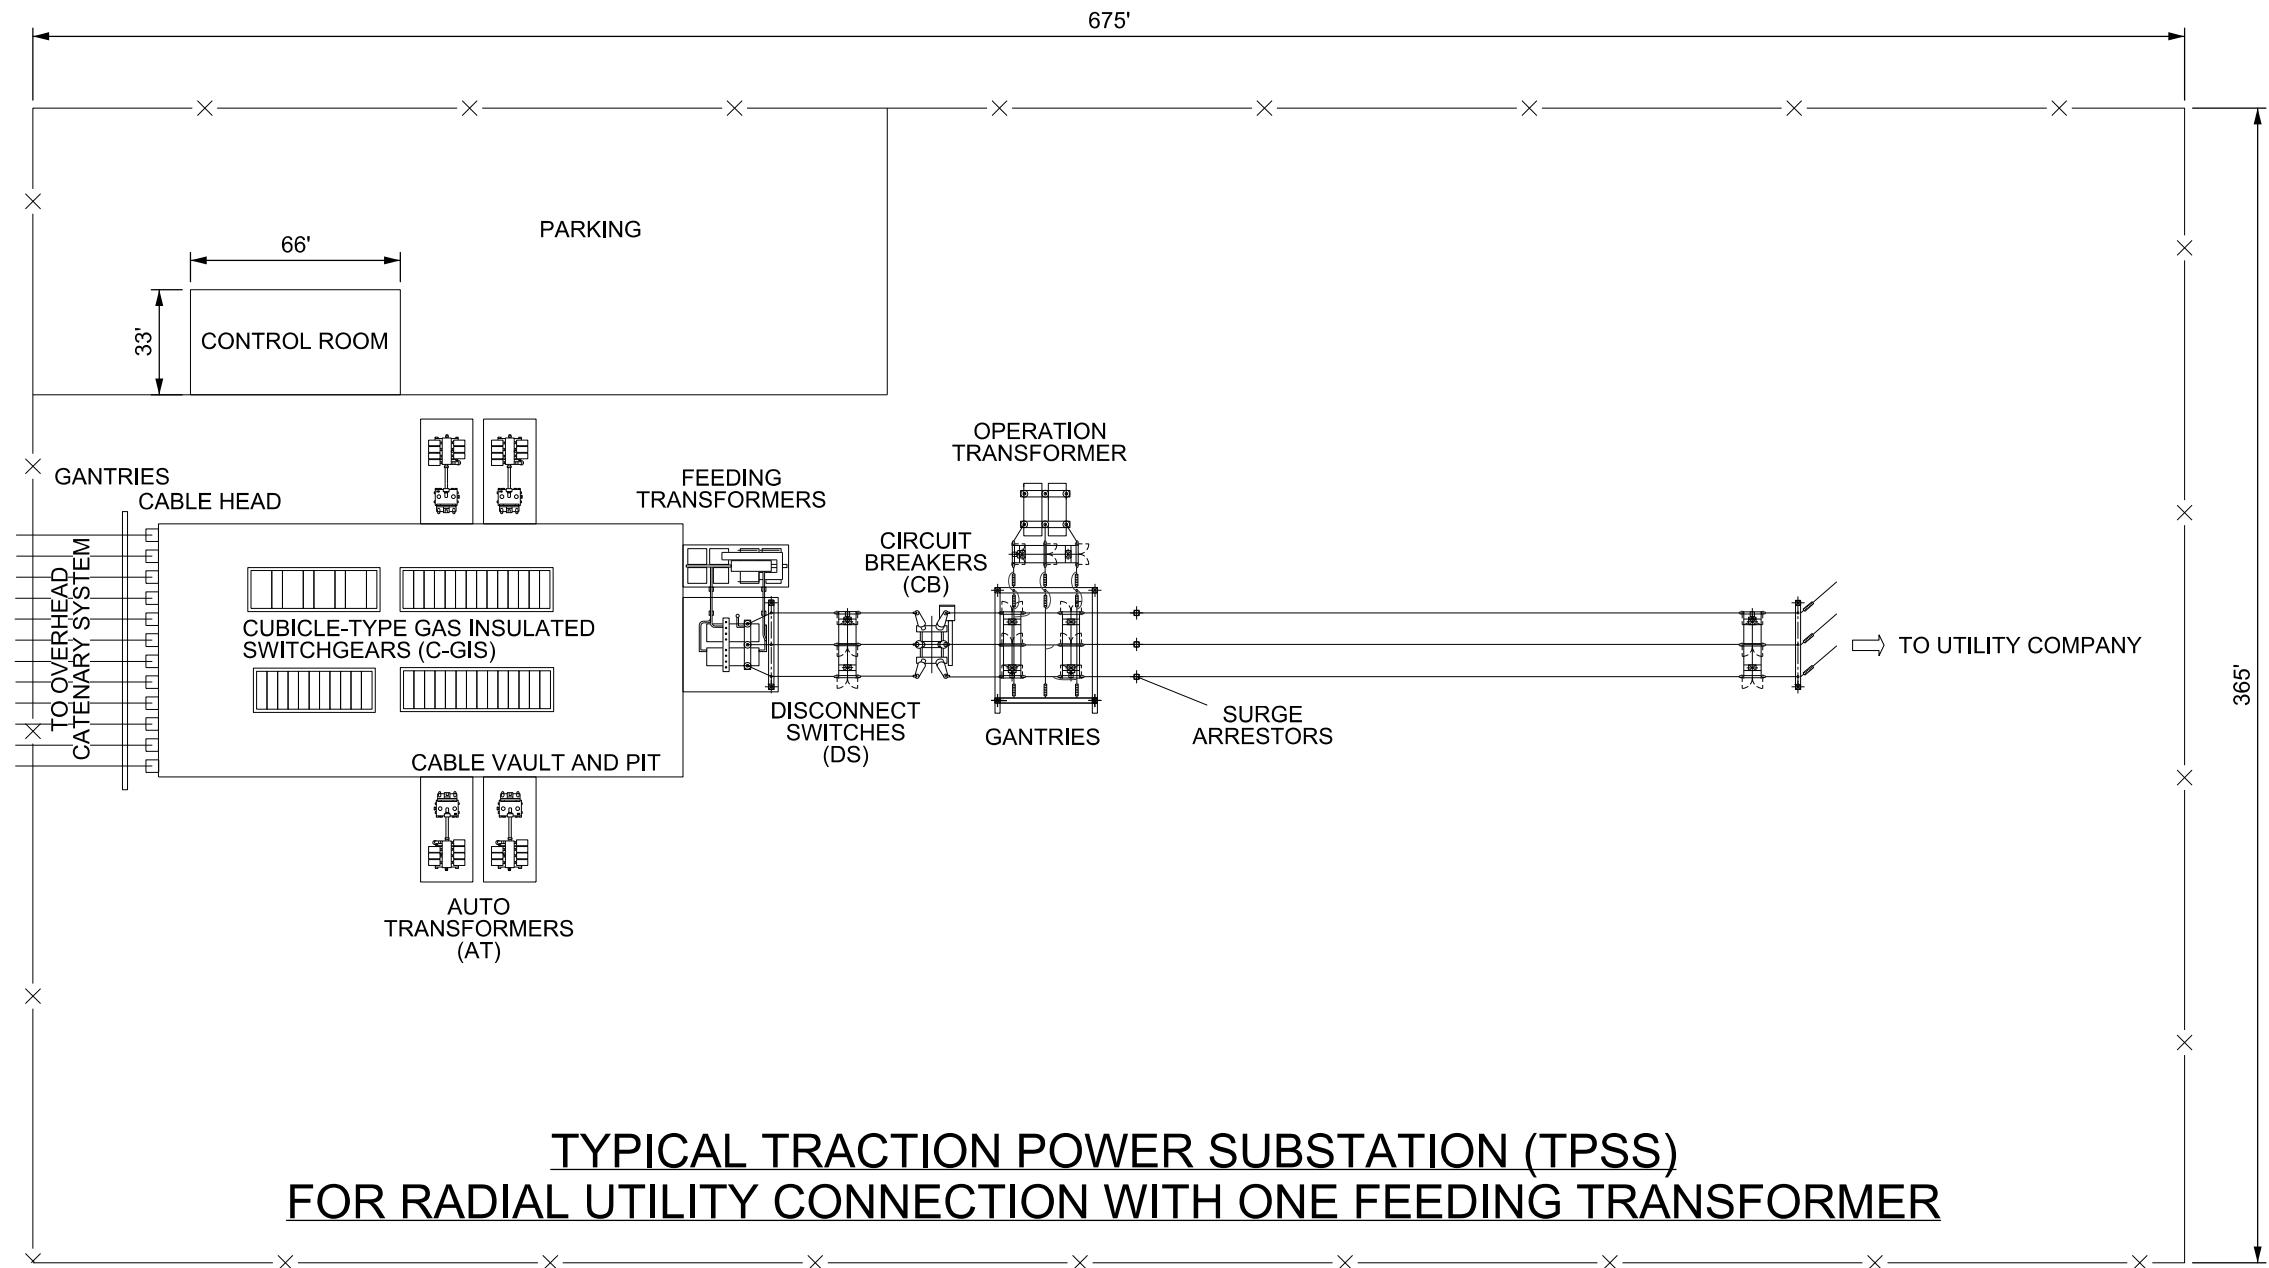 675'
PARKING
66'
33'
CONTROL ROOM
OPERATION
TRANSFORMER
GANTRIES
CABLE HEAD
FEEDING
TRANSFORMERS
CIRCUIT
BREAKERS
(CB)
TO OVERHEAD
CATENARY SYSTEM
CUBICLE-TYPE GAS INSULATED
SWITCHGEARS (C-GIS)
TO UTILITY COMPANY
365'
DISCONNECT
SWITCHES
(DS)
GANTRIES
SURGE
ARRESTORS
CABLE VAULT AND PIT
AUTO
TRANSFORMERS
(AT)
TYPICAL TRACTION POWER SUBSTATION (TPSS)
FOR RADIAL UTILITY CONNECTION WITH ONE FEEDING TRANSFORMER